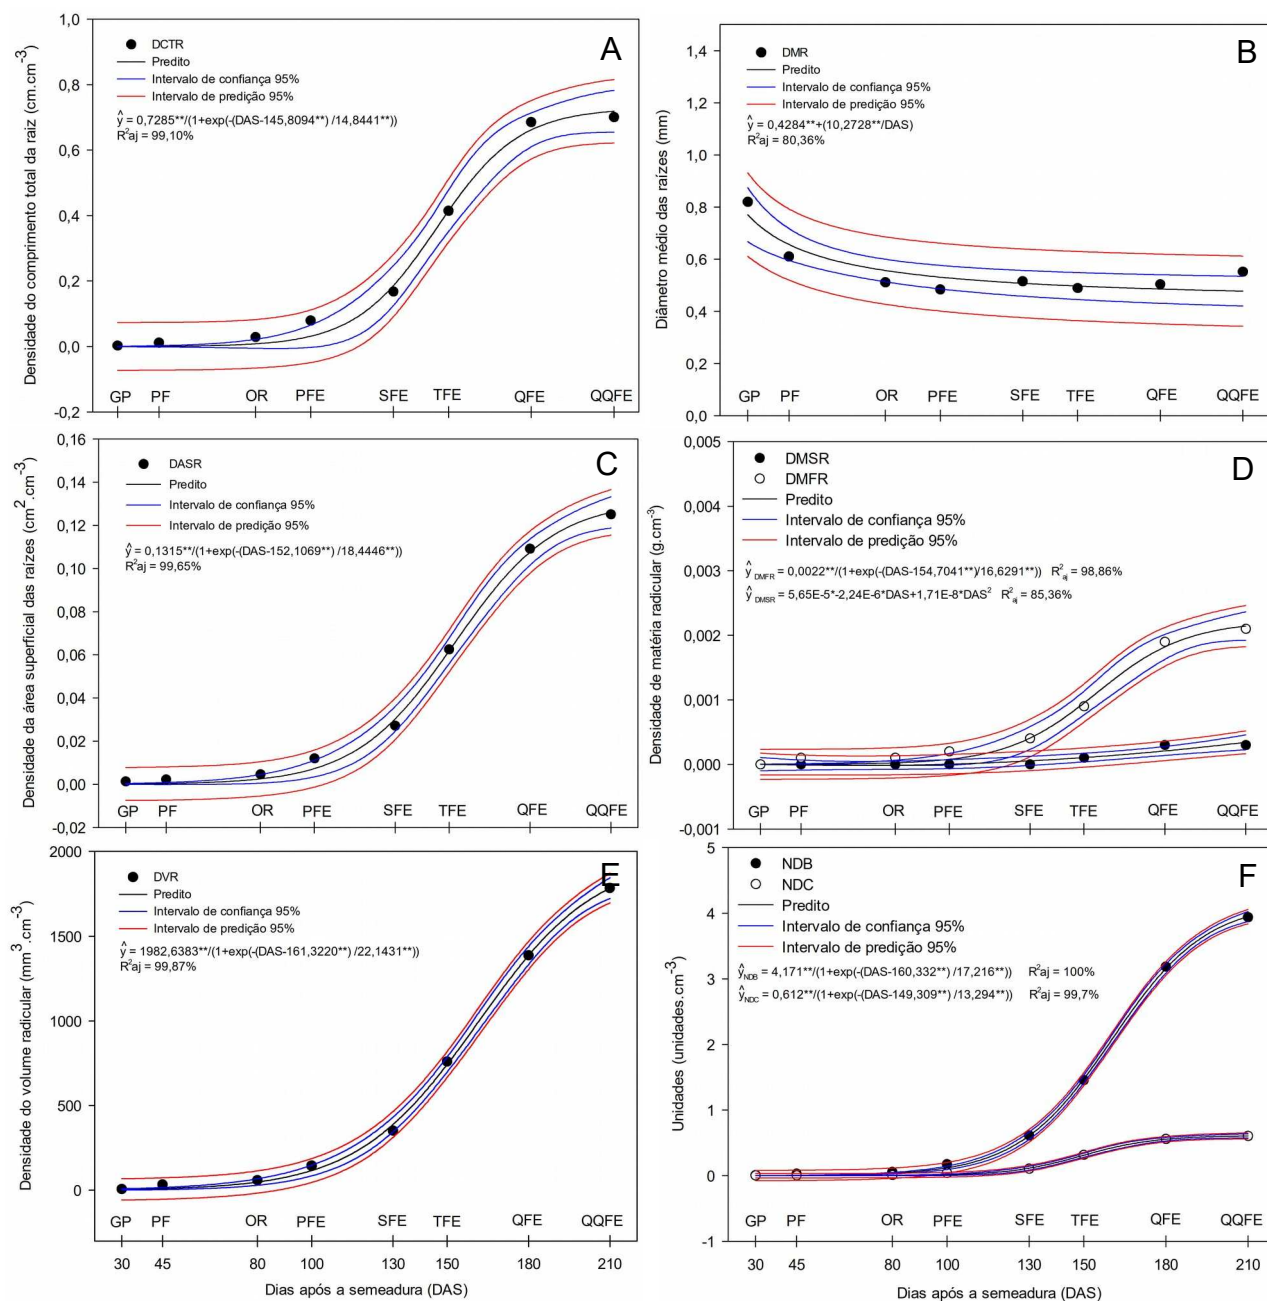 A
Densidade do comprimento total da raiz (cm.cm-3)
1,0
0,8
0,6
0,4
0,2
0,0
-0,2
DCTR
Predito
Intervalo de confiança 95%
Intervalo de predição 95%
ŷ = 0,7285**/(1+exp(-(DAS-145,8094**) /14,8441**))
R²aj = 99,10%
GP PF OR PFE SFE TFE QFE QQFE
B
Diâmetro médio das raízes (mm)
1,4
1,2
1,0
0,8
0,6
0,4
0,2
0,0
DMR
Predito
Intervalo de confiança 95%
Intervalo de predição 95%
ŷ = 0,4284**+(10,2728**/DAS)
R²aj = 80,36%
GP PF OR PFE SFE TFE QFE QQFE
C
Densidade da área superficial das raízes (cm².cm-3)
0,16
0,14
0,12
0,10
0,08
0,06
0,04
0,02
0,00
-0,02
DASR
Predito
Intervalo de confiança 95%
Intervalo de predição 95%
ŷ = 0,1315**/(1+exp(-(DAS-152,1069**) /18,4446**))
R²aj = 99,65%
GP PF OR PFE SFE TFE QFE QQFE
D
Densidade de matéria radicular (g.cm-3)
0,005
0,004
0,003
0,002
0,001
0,000
-0,001
DMSR
DMFR
Predito
Intervalo de confiança 95%
Intervalo de predição 95%
ŷ DMFR = 0,0022**/(1+exp(-(DAS-154,7041**)/16,6291**)) R²aj = 98,86%
ŷ DMSR = 5,65E-5*-2,24E-6*DAS+1,71E-8*DAS² R²aj = 85,36%
GP PF OR PFE SFE TFE QFE QQFE
E
Densidade do volume radicular (mm³.cm-3)
2000
1500
1000
500
0
DVR
Predito
Intervalo de confiança 95%
Intervalo de predição 95%
ŷ = 1982,6383**/(1+exp(-(DAS-161,3220**) /22,1431**))
R²aj = 99,87%
GP PF OR PFE SFE TFE QFE QQFE
30 45 80 100 130 150 180 210
Dias após a semeadura (DAS)
F
Unidades (unidades.cm-3)
5
4
3
2
1
0
-1
NDB
NDC
Predito
Intervalo de confiança 95%
Intervalo de predição 95%
ŷNDB = 4,171**/(1+exp(-(DAS-160,332**) /17,216**)) R²aj = 100%
ŷNDC = 0,612**/(1+exp(-(DAS-149,309**) /13,294**)) R²aj = 99,7%
GP PF OR PFE SFE TFE QFE QQFE
30 45 80 100 130 150 180 210
Dias após a semeadura (DAS)